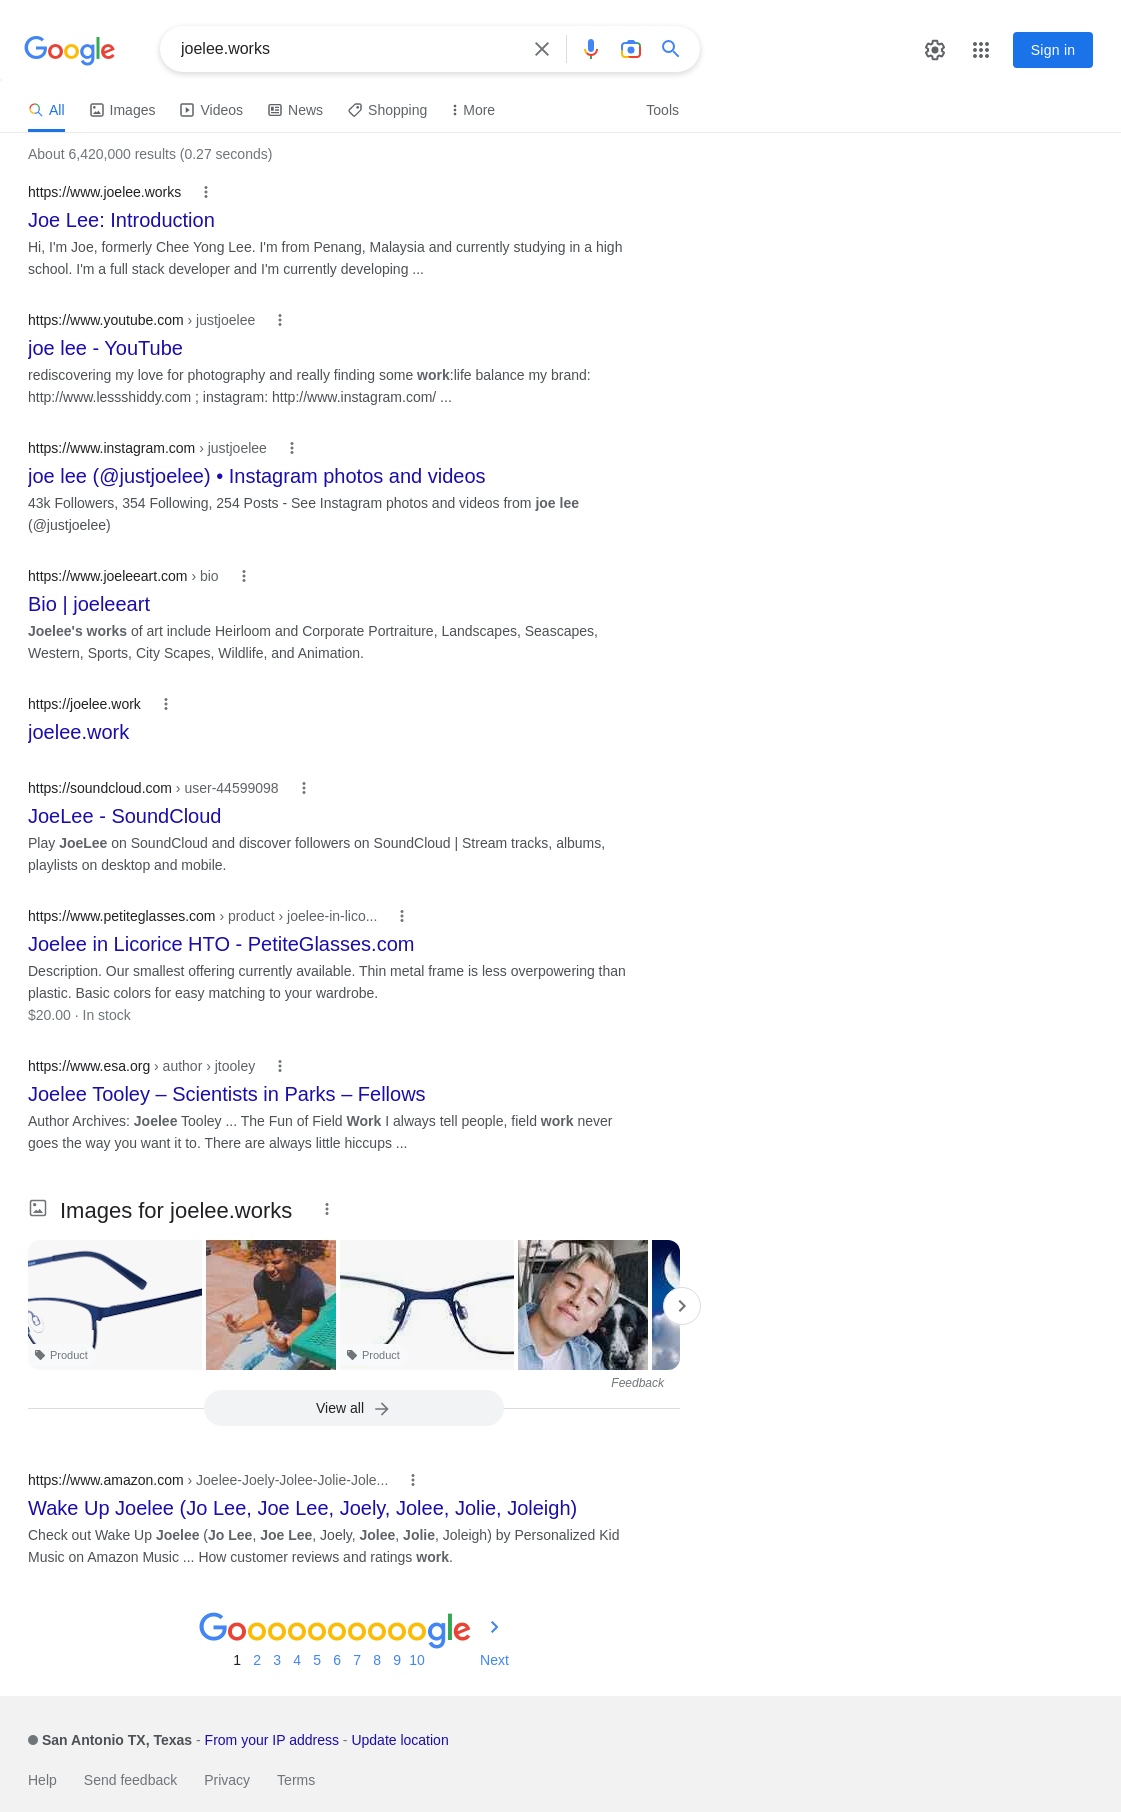 Google
joelee.works
Sign in
All
Images
Videos
News
Shopping
More
Tools
About 6,420,000 results (0.27 seconds)
https://www.joelee.works
Joe Lee: Introduction
Hi, I'm Joe, formerly Chee Yong Lee. I'm from Penang, Malaysia and currently studying in a high
school. I'm a full stack developer and I'm currently developing ...
https://www.youtube.com › justjoelee
joe lee - YouTube
rediscovering my love for photography and really finding some work:life balance my brand:
http://www.lessshiddy.com ; instagram: http://www.instagram.com/ ...
https://www.instagram.com › justjoelee
joe lee (@justjoelee) • Instagram photos and videos
43k Followers, 354 Following, 254 Posts - See Instagram photos and videos from joe lee
(@justjoelee)
https://www.joeleeart.com › bio
Bio | joeleeart
Joelee's works of art include Heirloom and Corporate Portraiture, Landscapes, Seascapes,
Western, Sports, City Scapes, Wildlife, and Animation.
https://joelee.work
joelee.work
https://soundcloud.com › user-44599098
JoeLee - SoundCloud
Play JoeLee on SoundCloud and discover followers on SoundCloud | Stream tracks, albums,
playlists on desktop and mobile.
https://www.petiteglasses.com › product › joelee-in-lico...
Joelee in Licorice HTO - PetiteGlasses.com
Description. Our smallest offering currently available. Thin metal frame is less overpowering than
plastic. Basic colors for easy matching to your wardrobe.
$20.00 · In stock
https://www.esa.org › author › jtooley
Joelee Tooley – Scientists in Parks – Fellows
Author Archives: Joelee Tooley ... The Fun of Field Work I always tell people, field work never
goes the way you want it to. There are always little hiccups ...
Images for joelee.works
Product
Product
Feedback
View all
https://www.amazon.com › Joelee-Joely-Jolee-Jolie-Jole...
Wake Up Joelee (Jo Lee, Joe Lee, Joely, Jolee, Jolie, Joleigh)
Check out Wake Up Joelee (Jo Lee, Joe Lee, Joely, Jolee, Jolie, Joleigh) by Personalized Kid
Music on Amazon Music ... How customer reviews and ratings work.
Goooooooooogle
1 2 3 4 5 6 7 8 9 10 Next
San Antonio TX, Texas - From your IP address - Update location
Help Send feedback Privacy Terms